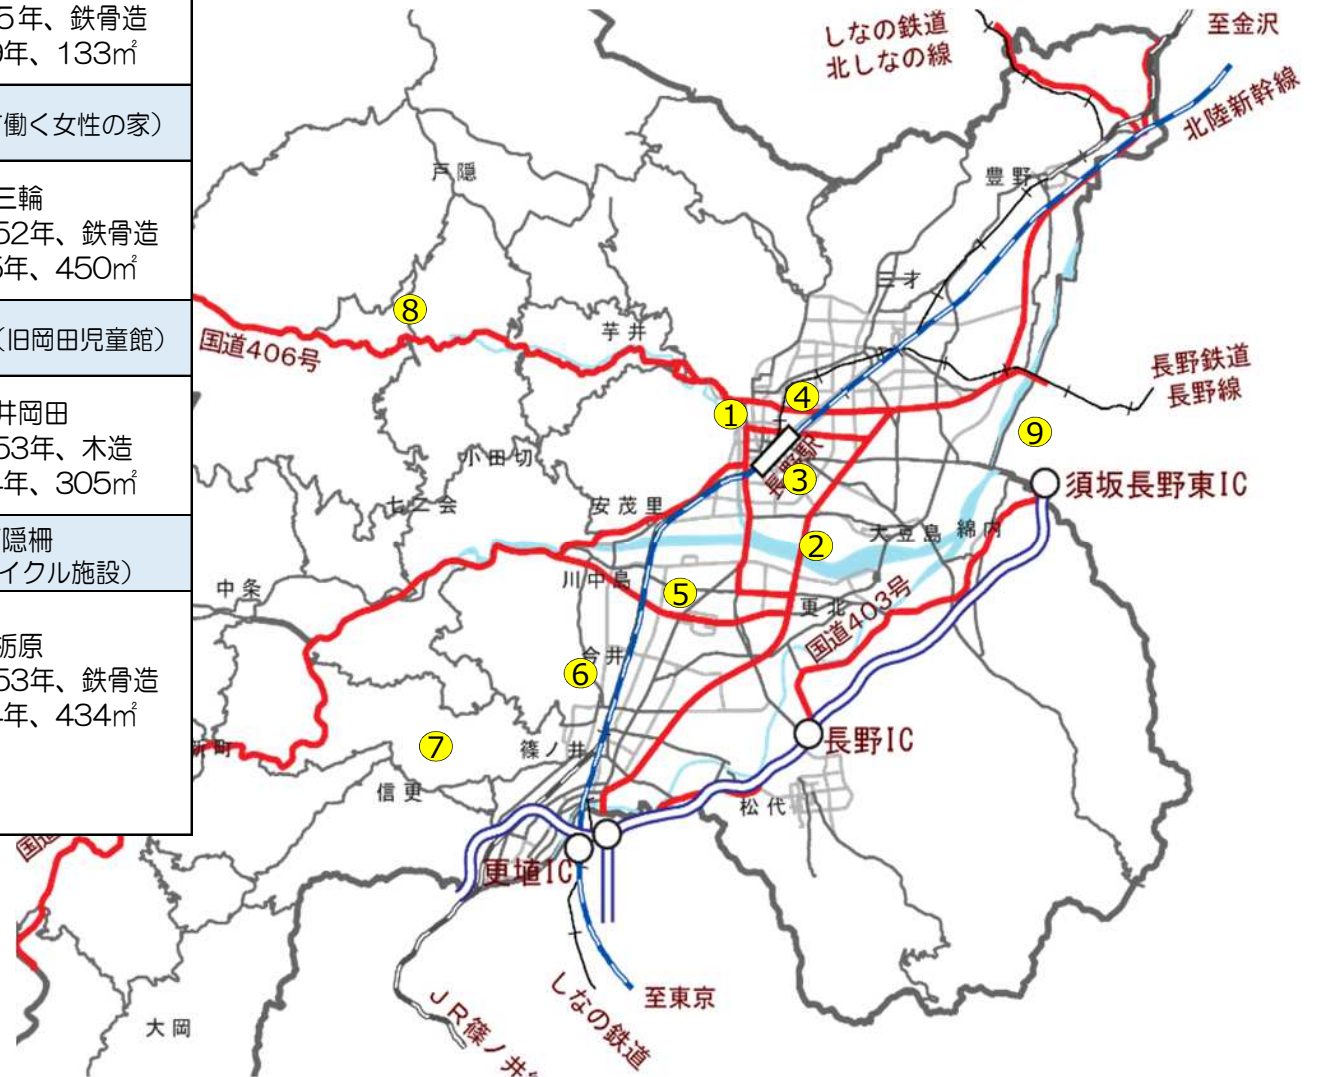 5年、鉄骨造
9年、133㎡
働く女性の家）
三輪
52年、鉄骨造
5年、450㎡
（旧岡田児童館）
井岡田
53年、木造
年、305㎡
隠柵
イクル施設）
栃原
53年、鉄骨造
年、434㎡
しなの鉄道
北しなの線
至金沢
北陸新幹線
戸隠
豊野
三才
⑧
国道406号
芋井
長野鉄道
長野線
①
④
⑨
長野駅
③
小田切
七二会
安茂里
須坂長野東IC
②
大豆島
綿内
中条
川中島
⑤
更北
国道403号
今井
⑥
⑦
篠ノ井
長野IC
新町
信更
松代
国道
更埴IC
至東京
しなの鉄道
JR篠ノ井
大岡